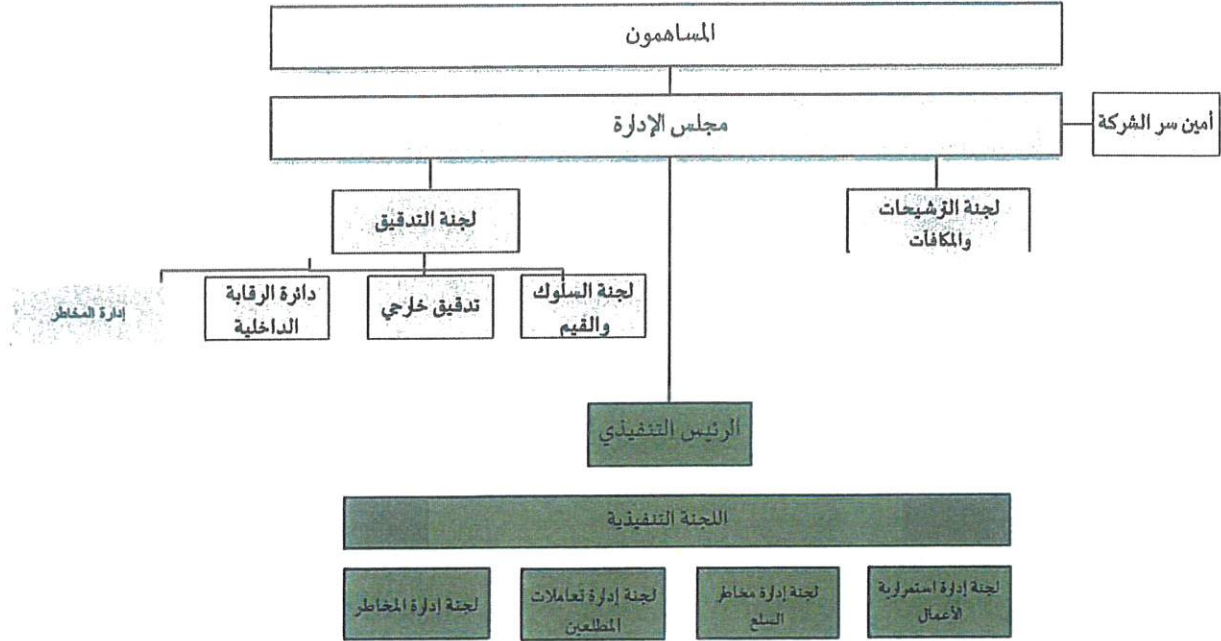 المساهمون
مجلس الإدارة
أمين سر الشركة
لجنة الترشيحات
والمكافآت
لجنة التدقيق
لجنة السلوك
والقيم
تدقيق خارجي
دائرة الرقابة
الداخلية
إدارة المخاطر
الرئيس التنفيذي
اللجنة التنفيذية
لجنة إدارة استمرارية
الأعمال
لجنة إدارة مخاطر
السلع
لجنة إدارة تعاملات
المطلعين
لجنة إدارة المخاطر